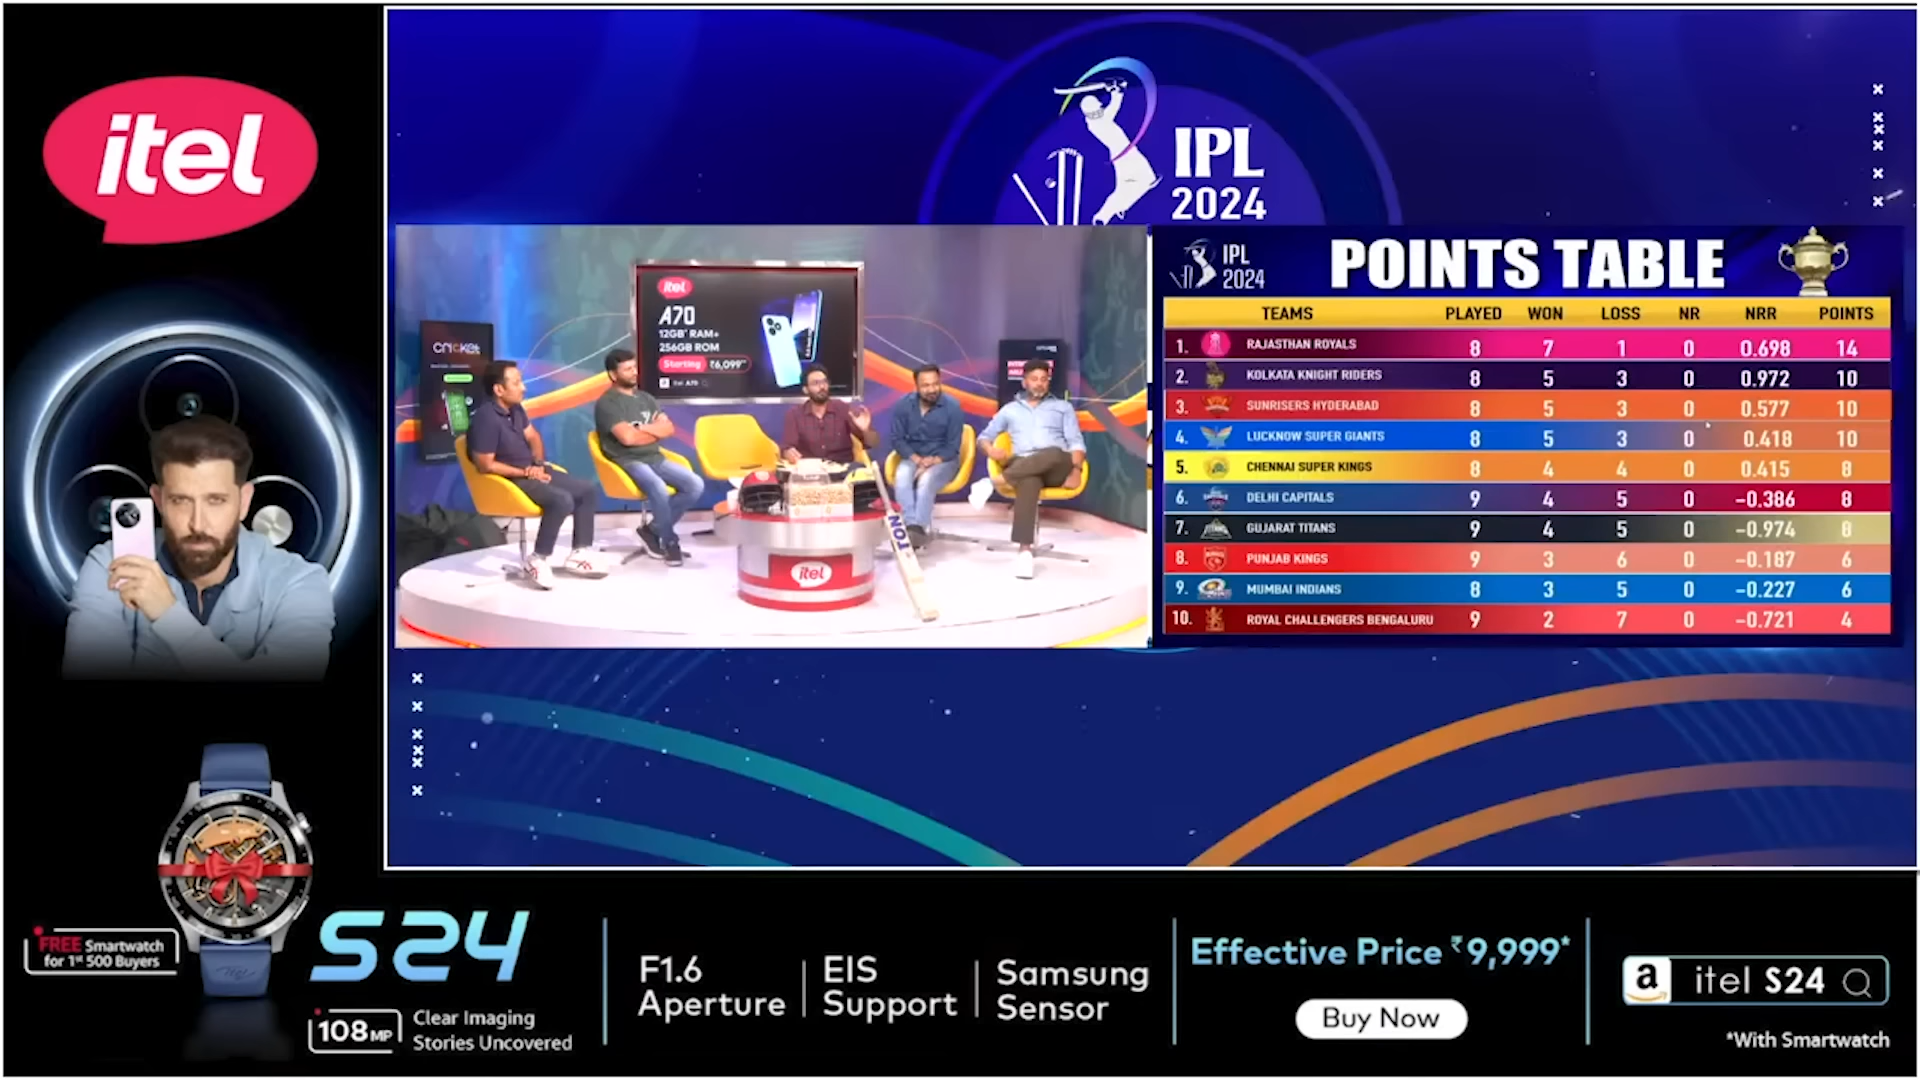 itel
IPL
2024
itel
A70
12GB* RAM+
256GB ROM
Starting ₹6,099**
itel A70
CRICKET
itel
TON
IPL
2024
POINTS TABLE
TEAMS PLAYED WON LOSS NR NRR POINTS
1. RAJASTHAN ROYALS 8 7 1 0 0.698 14
2. KOLKATA KNIGHT RIDERS 8 5 3 0 0.972 10
3. SUNRISERS HYDERABAD 8 5 3 0 0.577 10
4. LUCKNOW SUPER GIANTS 8 5 3 0 0.418 10
5. CHENNAI SUPER KINGS 8 4 4 0 0.415 8
6. DELHI CAPITALS 9 4 5 0 -0.386 8
7. GUJARAT TITANS 9 4 5 0 -0.974 8
8. PUNJAB KINGS 9 3 6 0 -0.187 6
9. MUMBAI INDIANS 8 3 5 0 -0.227 6
10. ROYAL CHALLENGERS BENGALURU 9 2 7 0 -0.721 4
FREE Smartwatch
for 1st 500 Buyers
S24
108MP
Clear Imaging
Stories Uncovered
F1.6
Aperture
EIS
Support
Samsung
Sensor
Effective Price ₹9,999*
Buy Now
a itel S24
*With Smartwatch